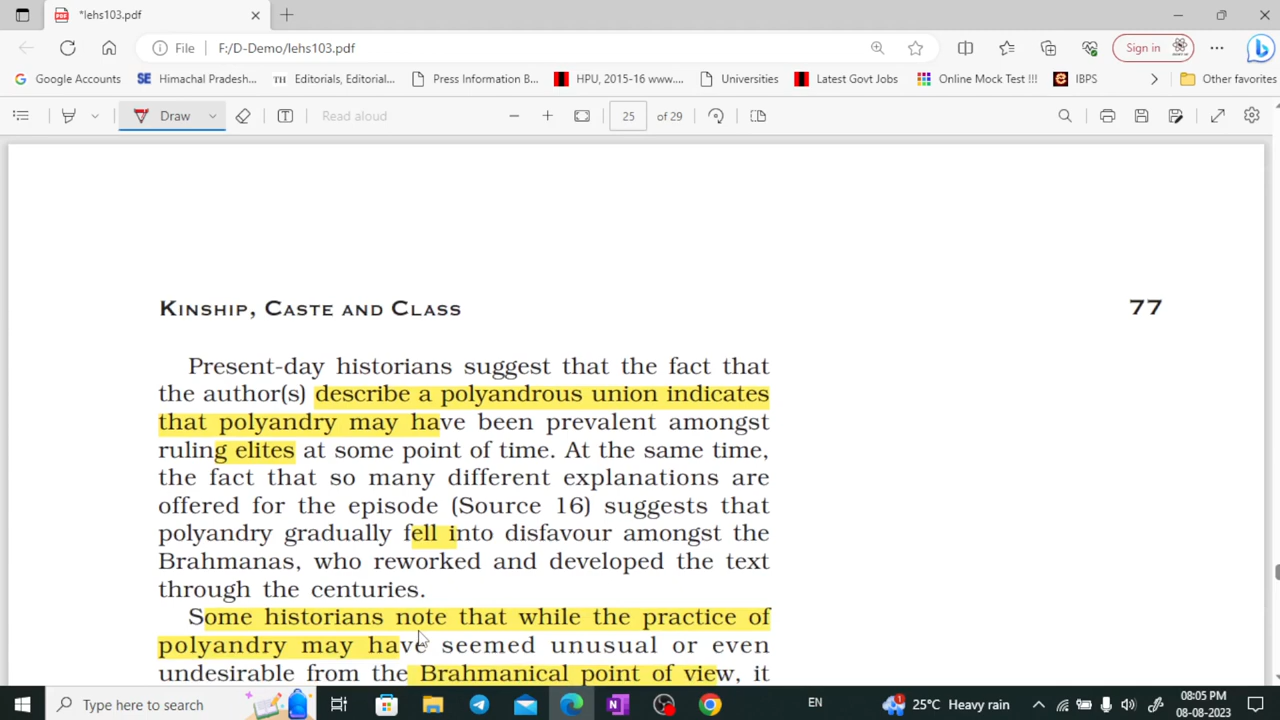 *lehs103.pdf
File F:/D-Demo/lehs103.pdf Sign in
Google Accounts SE Himachal Pradesh... TH Editorials, Editorial... Press Information B... HPU, 2015-16 www.... Universities Latest Govt Jobs Online Mock Test !!! IBPS Other favorites
Draw Read aloud 25 of 29
KINSHIP, CASTE AND CLASS 77
Present-day historians suggest that the fact that
the author(s) describe a polyandrous union indicates
that polyandry may have been prevalent amongst
ruling elites at some point of time. At the same time,
the fact that so many different explanations are
offered for the episode (Source 16) suggests that
polyandry gradually fell into disfavour amongst the
Brahmanas, who reworked and developed the text
through the centuries.
Some historians note that while the practice of
polyandry may have seemed unusual or even
undesirable from the Brahmanical point of view, it
Type here to search EN 1 25°C Heavy rain 08:05 PM
08-08-2023